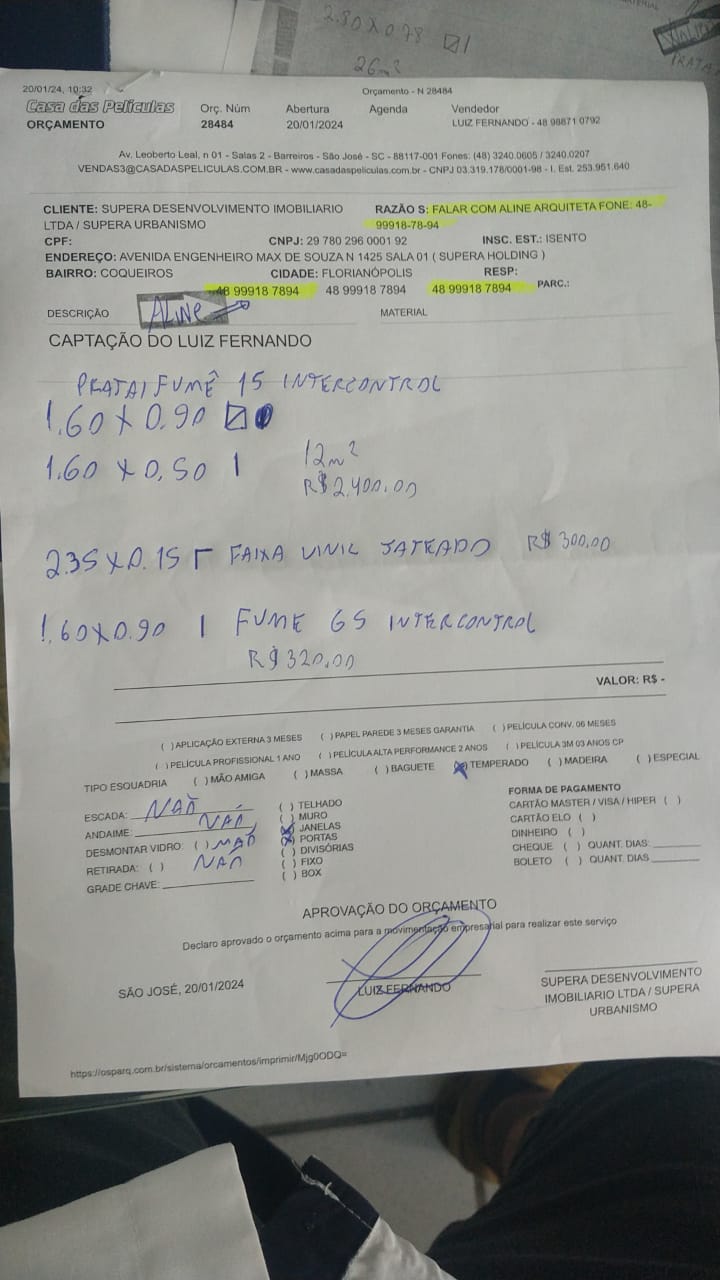 2.80 X 0.78 1
26m²
20/01/24, 10:32 Orçamento - N 28484
Casa das Películas Orç. Núm Abertura Agenda Vendedor
ORÇAMENTO 28484 20/01/2024 LUIZ FERNANDO - 48 98871 0792
Av. Leoberto Leal, n 01 - Salas 2 - Barreiros - São José - SC - 88117-001 Fones: (48) 3240.0605 / 3240.0207
VENDAS3@CASADASPELICULAS.COM.BR - www.casadaspeliculas.com.br - CNPJ 03.319.178/0001-98 - I. Est. 253.951.640
CLIENTE: SUPERA DESENVOLVIMENTO IMOBILIARIO RAZÃO S: FALAR COM ALINE ARQUITETA FONE: 48-
LTDA / SUPERA URBANISMO 99918-78-94
CPF: CNPJ: 29 780 296 0001 92 INSC. EST.: ISENTO
ENDEREÇO: AVENIDA ENGENHEIRO MAX DE SOUZA N 1425 SALA 01 ( SUPERA HOLDING )
BAIRRO: COQUEIROS CIDADE: FLORIANÓPOLIS RESP:
48 99918 7894 48 99918 7894 48 99918 7894 PARC.:
DESCRIÇÃO ALINE MATERIAL
CAPTAÇÃO DO LUIZ FERNANDO
PRATA/FUMÊ 15 INTERCONTROL
1.60 X 0.90
1.60 X 0,50 1 12m²
R$2.400.00
235 X 0.15 Γ FAIXA VINIL JATEADO R$ 300,00
1.60X0.90 1 FUME G5 INTERCONTROL
R$320.00
VALOR: R$ -
( ) APLICAÇÃO EXTERNA 3 MESES ( ) PAPEL PAREDE 3 MESES GARANTIA ( ) PELÍCULA CONV. 06 MESES
( ) PELÍCULA PROFISSIONAL 1 ANO ( ) PELÍCULA ALTA PERFORMANCE 2 ANOS ( ) PELÍCULA 3M 03 ANOS CP
TIPO ESQUADRIA ( ) MÃO AMIGA ( ) MASSA ( ) BAGUETE (X) TEMPERADO ( ) MADEIRA ( ) ESPECIAL
ESCADA: NAÕ ( ) TELHADO FORMA DE PAGAMENTO
ANDAIME: NÃO ( ) MURO CARTÃO MASTER / VISA / HIPER ( )
DESMONTAR VIDRO: ( ) NÃO (X) JANELAS CARTÃO ELO ( )
RETIRADA: ( ) NÃO (X) PORTAS DINHEIRO ( )
GRADE CHAVE: ( ) DIVISÓRIAS CHEQUE ( ) QUANT. DIAS:
( ) FIXO BOLETO ( ) QUANT. DIAS
( ) BOX
APROVAÇÃO DO ORÇAMENTO
Declaro aprovado o orçamento acima para a movimentação empresarial para realizar este serviço
SÃO JOSÉ, 20/01/2024 LUIZ FERNANDO SUPERA DESENVOLVIMENTO
IMOBILIARIO LTDA / SUPERA
URBANISMO
https://osparq.com.br/sistema/orcamentos/imprimir/Mjg0ODQ=